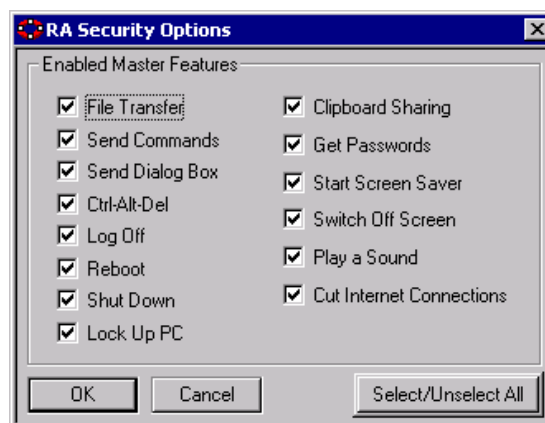 RA Security Options
Enabled Master Features
File Transfer
Send Commands
Send Dialog Box
Ctrl-Alt-Del
Log Off
Reboot
Shut Down
Lock Up PC
Clipboard Sharing
Get Passwords
Start Screen Saver
Switch Off Screen
Play a Sound
Cut Internet Connections
OK Cancel Select/Unselect All